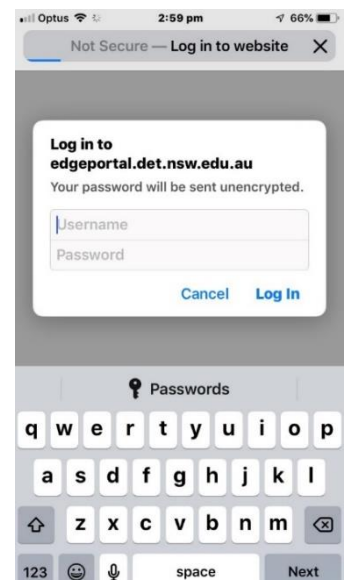 Optus 2:59 pm 66%
Not Secure — Log in to website
Log in to
edgeportal.det.nsw.edu.au
Your password will be sent unencrypted.
Username
Password
Cancel Log In
Passwords
q w e r t y u i o p
a s d f g h j k l
z x c v b n m
123 space Next